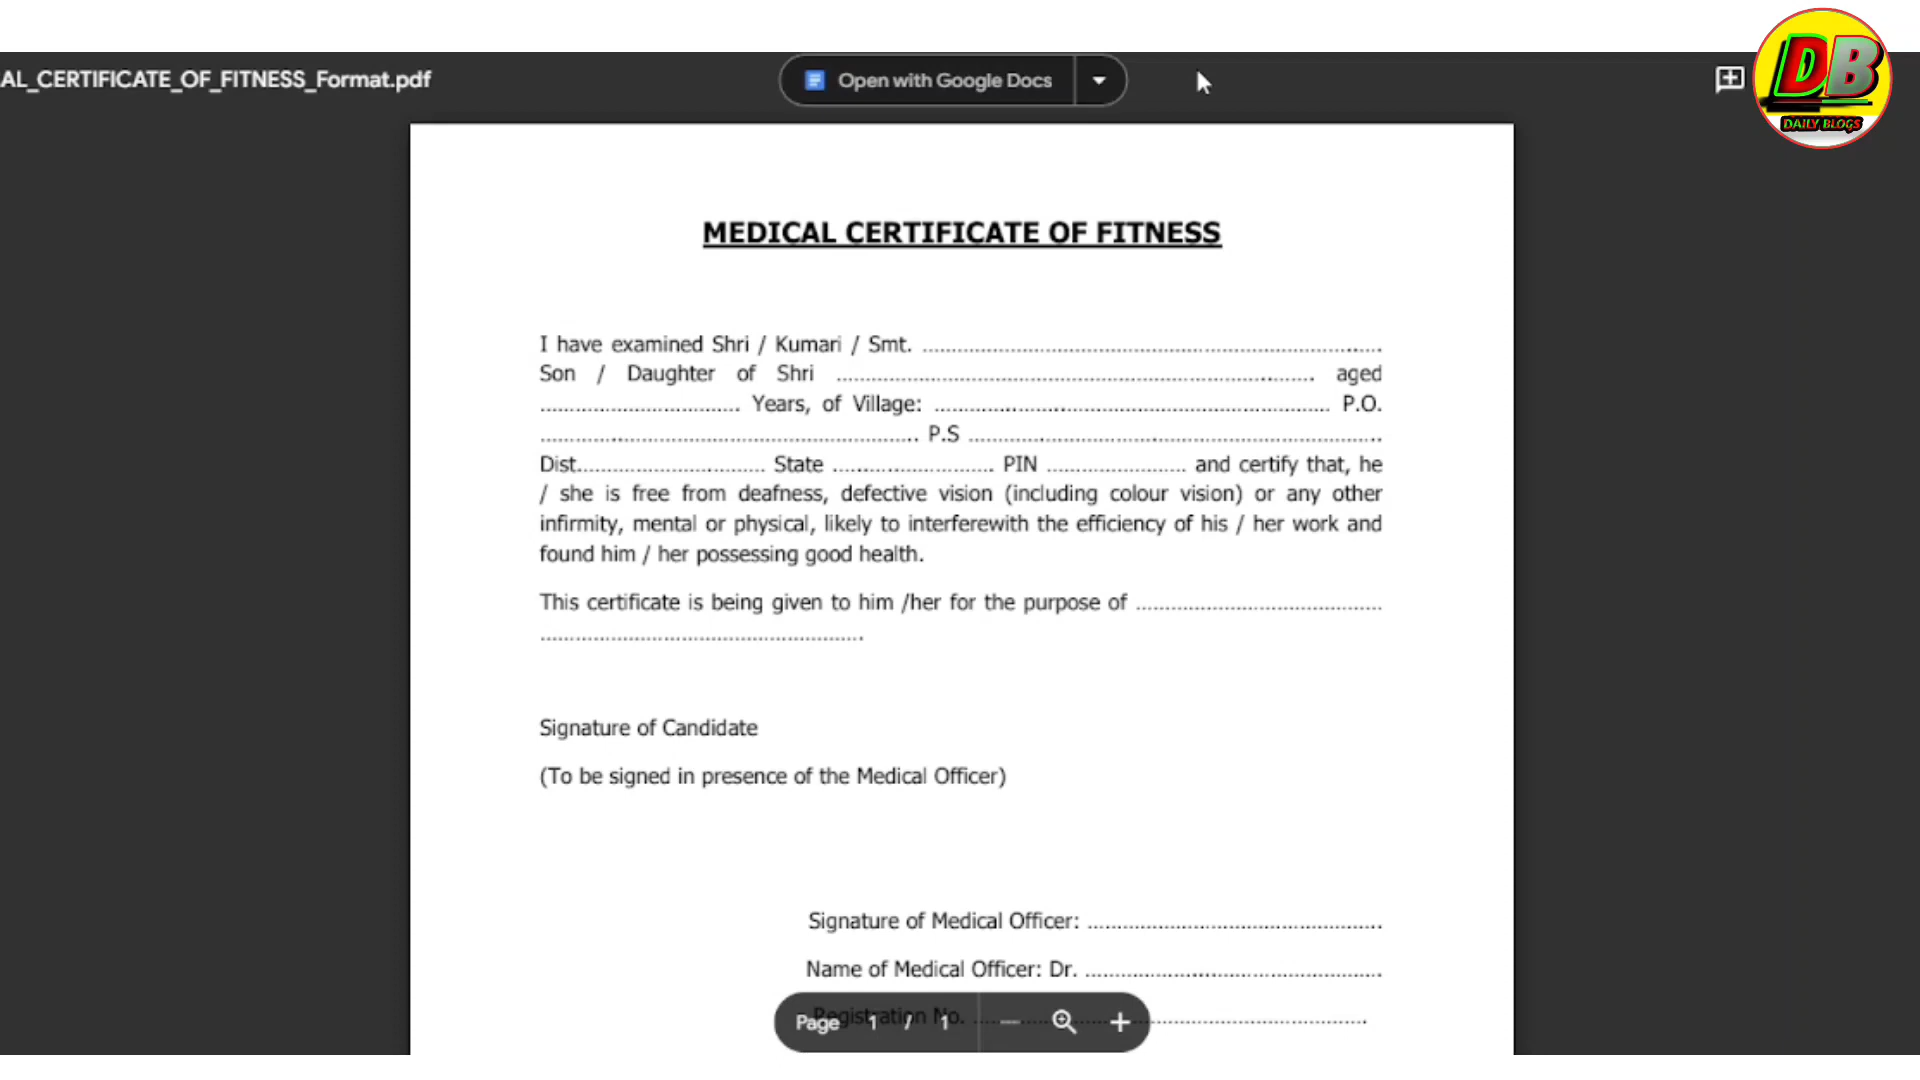 AL_CERTIFICATE_OF_FITNESS_Format.pdf
Open with Google Docs
DB
DAILY BLOGS
MEDICAL CERTIFICATE OF FITNESS
I have examined Shri / Kumari / Smt. ................................................................................
Son / Daughter of Shri ................................................................................. aged
.................................. Years, of Village: .................................................................... P.O.
................................................................. P.S .......................................................................
Dist................................ State ............................ PIN ........................ and certify that, he
/ she is free from deafness, defective vision (including colour vision) or any other
infirmity, mental or physical, likely to interferewith the efficiency of his / her work and
found him / her possessing good health.
This certificate is being given to him /her for the purpose of ..........................................
.......................................................
Signature of Candidate
(To be signed in presence of the Medical Officer)
Signature of Medical Officer: ..................................................
Name of Medical Officer: Dr. ...................................................
Registration No. ...................................................................
Page 1 / 1